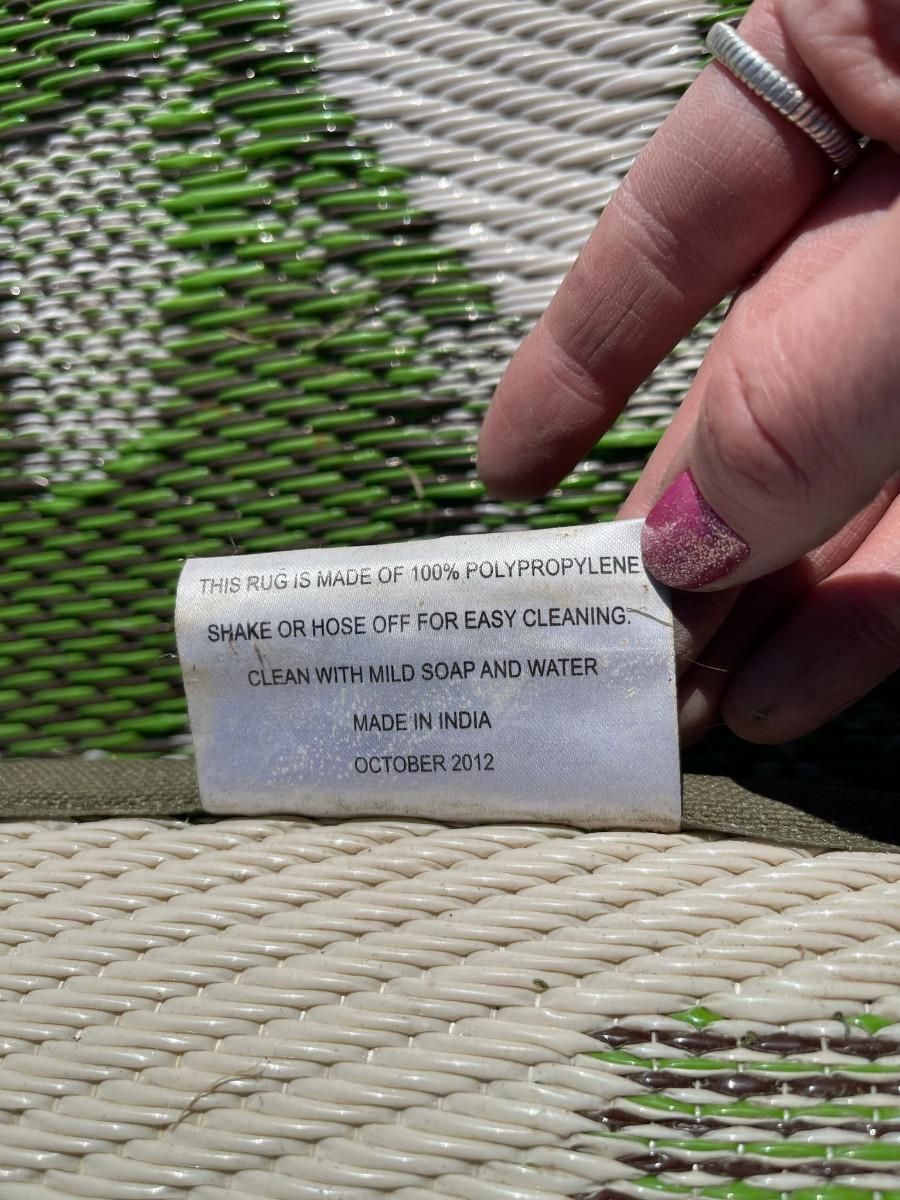 THIS RUG IS MADE OF 100% POLYPROPYLENE
SHAKE OR HOSE OFF FOR EASY CLEANING.
CLEAN WITH MILD SOAP AND WATER
MADE IN INDIA
OCTOBER 2012